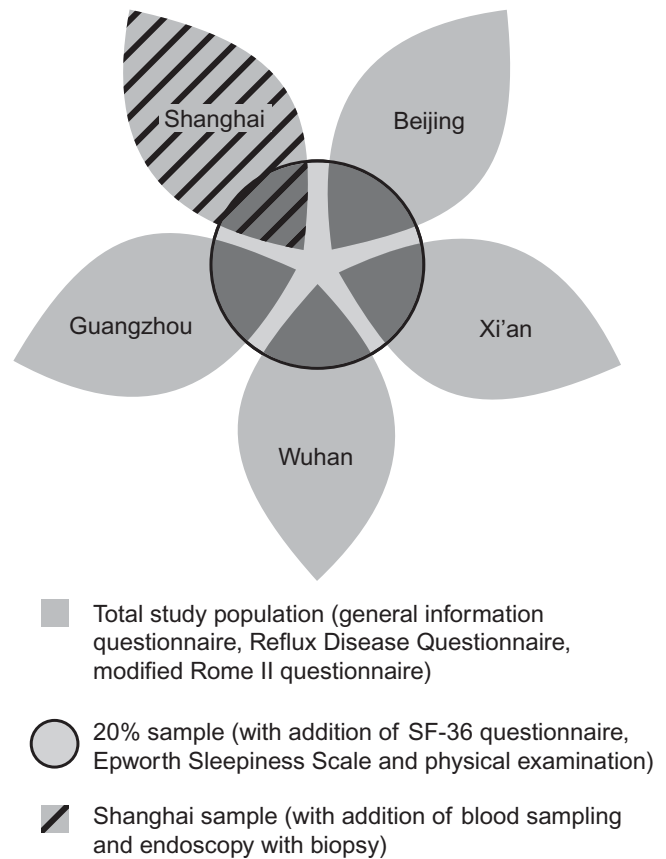 Shanghai
Beijing
Guangzhou
Xi’an
Wuhan
Total study population (general information
questionnaire, Reflux Disease Questionnaire,
modified Rome II questionnaire)
20% sample (with addition of SF-36 questionnaire,
Epworth Sleepiness Scale and physical examination)
Shanghai sample (with addition of blood sampling
and endoscopy with biopsy)